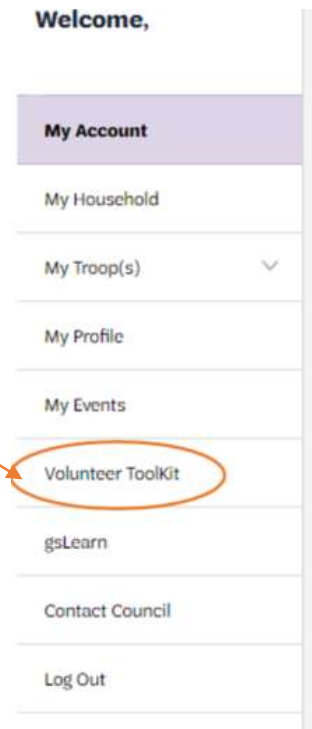 Welcome,
My Account
My Household
My Troop(s)
My Profile
My Events
Volunteer ToolKit
gsLearn
Contact Council
Log Out